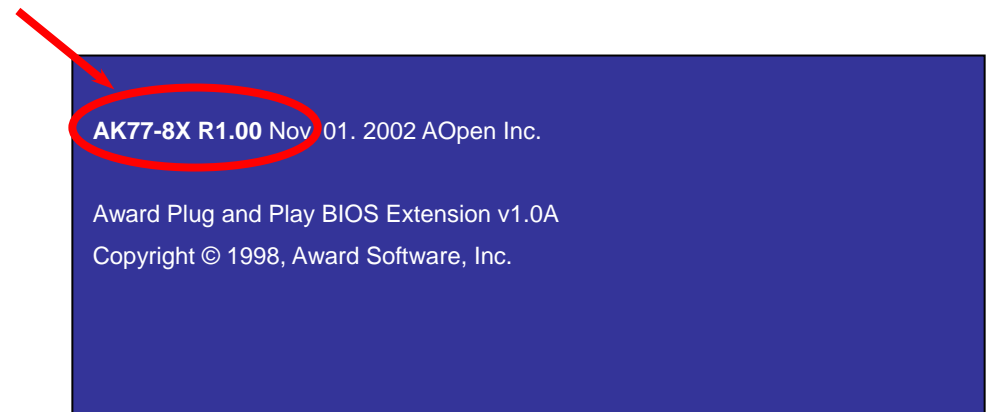 AK77-8X R1.00 Nov. 01. 2002 AOpen Inc.
Award Plug and Play BIOS Extension v1.0A
Copyright © 1998, Award Software, Inc.